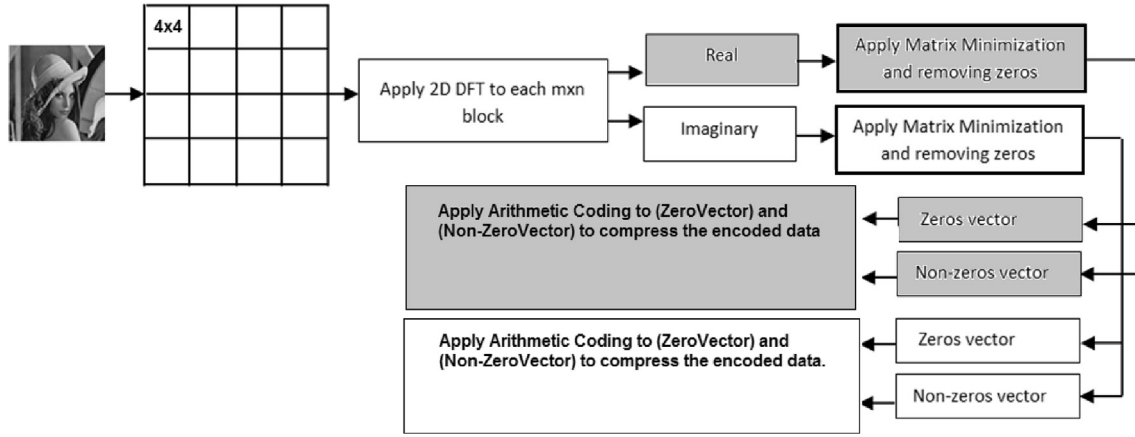 4x4
Apply 2D DFT to each mxn
block
Real
Apply Matrix Minimization
and removing zeros
Imaginary
Apply Matrix Minimization
and removing zeros
Apply Arithmetic Coding to (ZeroVector) and
(Non-ZeroVector) to compress the encoded data
Zeros vector
Non-zeros vector
Apply Arithmetic Coding to (ZeroVector) and
(Non-ZeroVector) to compress the encoded data.
Zeros vector
Non-zeros vector